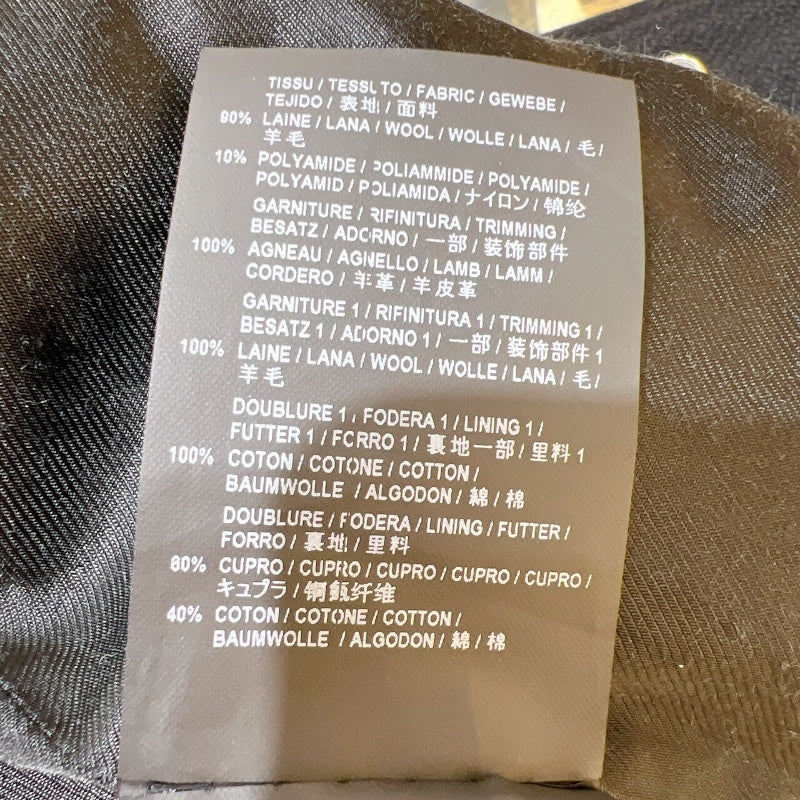 TISSU / TESSUTO / FABRIC / GEWEBE /
TEJIDO / 表地 / 面料
90% LAINE / LANA / WOOL / WOLLE / LANA / 毛 /
羊毛
10% POLYAMIDE / POLIAMMIDE / POLYAMIDE /
POLYAMID / POLIAMIDA / ナイロン / 锦纶
GARNITURE / RIFINITURA / TRIMMING /
BESATZ / ADORNO / 一部 / 装饰部件
100% AGNEAU / AGNELLO / LAMB / LAMM /
CORDERO / 羊革 / 羊皮革
GARNITURE 1 / RIFINITURA 1 / TRIMMING 1 /
BESATZ 1 / ADORNO 1 / 一部 / 装饰部件 1
100% LAINE / LANA / WOOL / WOLLE / LANA / 毛 /
羊毛
DOUBLURE 1 / FODERA 1 / LINING 1 /
FUTTER 1 / FORRO 1 / 裏地一部 / 里料 1
100% COTON / COTONE / COTTON /
BAUMWOLLE / ALGODON / 綿 / 棉
DOUBLURE / FODERA / LINING / FUTTER /
FORRO / 裏地 / 里料
60% CUPRO / CUPRO / CUPRO / CUPRO / CUPRO /
キュプラ / 铜氨纤维
40% COTON / COTONE / COTTON /
BAUMWOLLE / ALGODON / 綿 / 棉